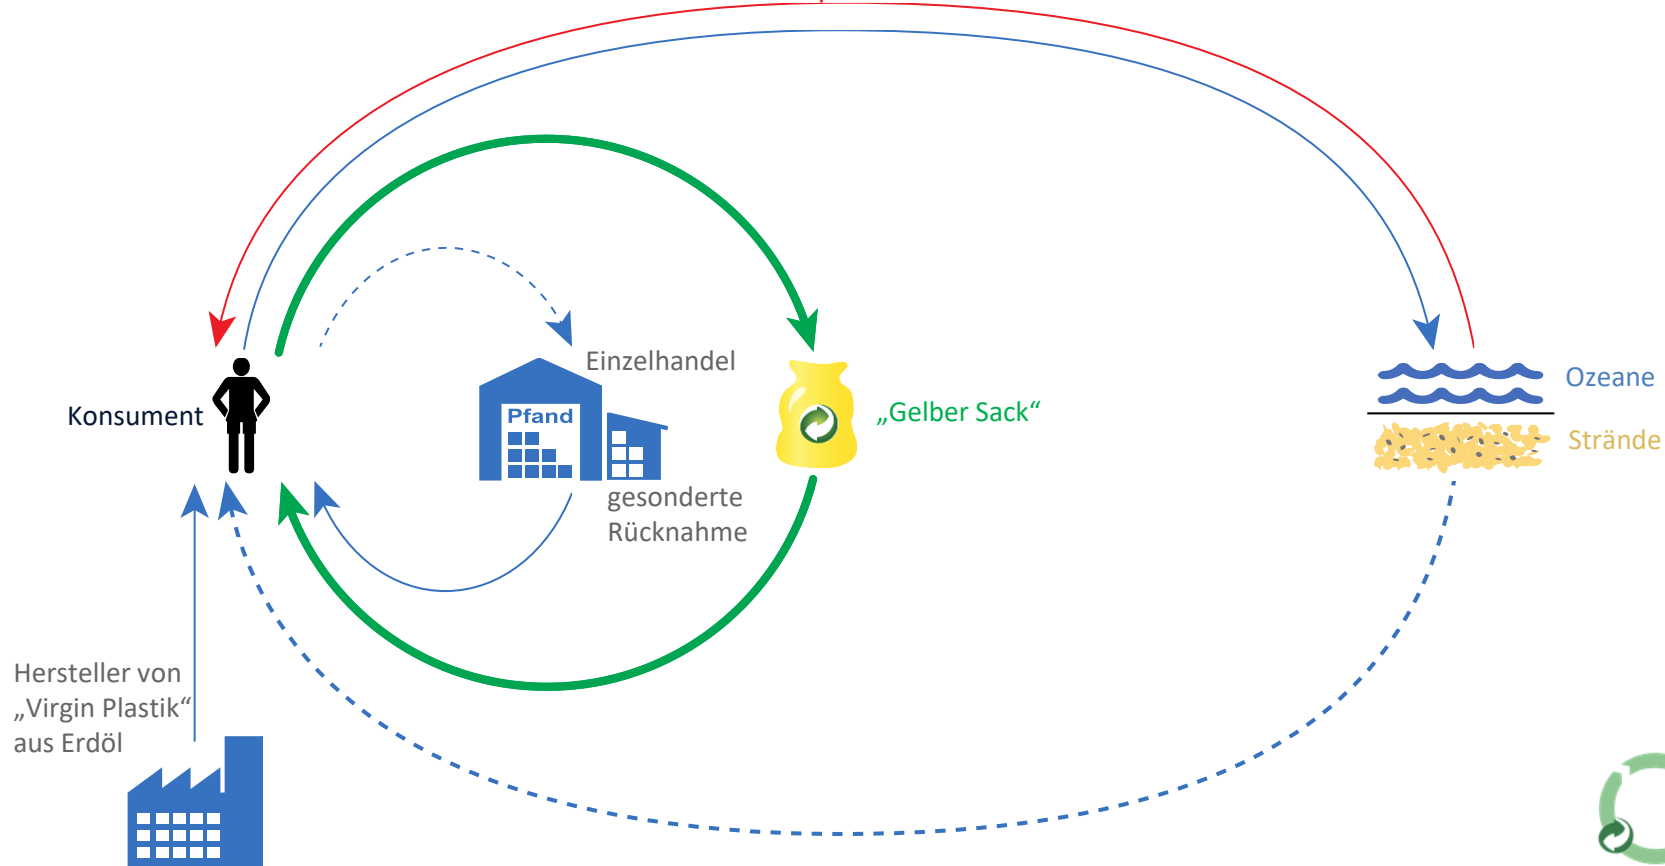 Einzelhandel
Pfand
Konsument
„Gelber Sack“
Ozeane
Strände
gesonderte
Rücknahme
Hersteller von
„Virgin Plastik“
aus Erdöl